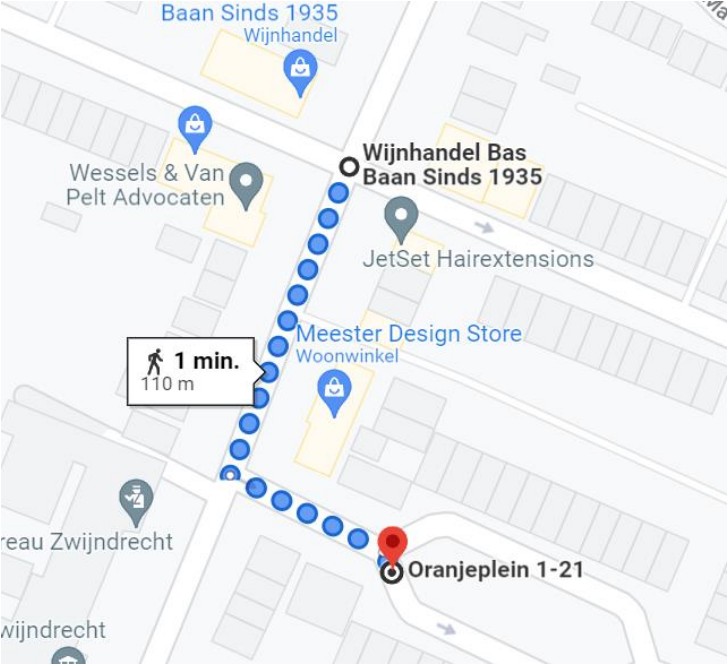 Baan Sinds 1935
Wijnhandel
Wijnhandel Bas
Baan Sinds 1935
Wessels & Van
Pelt Advocaten
JetSet Hairextensions
Meester Design Store
Woonwinkel
1 min.
110 m
reau Zwijndrecht
Oranjeplein 1-21
wijndrecht